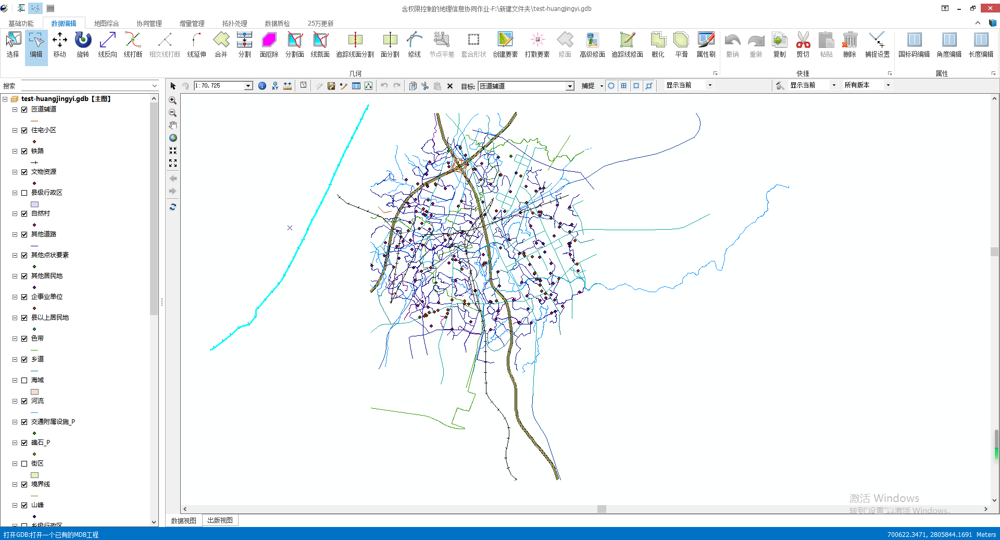 含权限控制的地理信息协同作业-F:\新建文件夹\test-huangjingyi.gdb
基础功能 数据编辑 地图综合 协同管理 增量管理 拓扑处理 数据质检 25万更新
选择 编辑 移动 旋转 线反向 线打断 相交线打断 线延伸 合并 分割 面抠除 分割面 线裁面 追踪线面分割 面分割 修线 节点平差 套合形状 创建要素 打散要素 修面 高级修面 追踪线修面 概化 平滑 属性刷 撤销 重做 复制 剪切 粘贴 删除 捕捉设置 国标码编辑 角度编辑 长度编辑
几何 快捷 属性
搜索
1:70,725 目标: 匝道辅道 捕捉 显示当前 显示当前 所有版本
test-huangjingyi.gdb【主图】
匝道辅道
住宅小区
铁路
文物资源
县级行政区
自然村
其他道路
其他点状要素
其他居民地
企事业单位
县以上居民地
色带
乡道
海域
河流
交通附属设施_P
礁石_P
街区
境界线
山峰
乡级行政区
激活 Windows
转到"设置"以激活 Windows。
数据视图 出版视图
打开GDB:打开一个已有的MDB工程
700622.3471, 2805844.1691 Meters